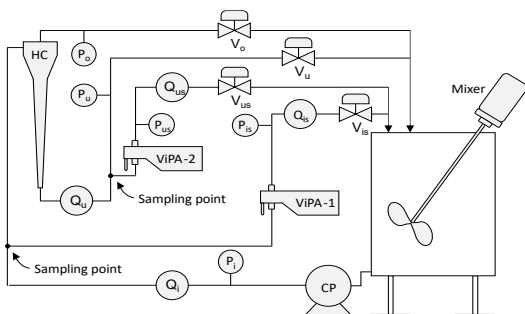 HC
Po
Vo
Pu
Vu
Qus
Vus
Mixer
Pus
Pis
Qis
Vis
ViPA-2
Qu
Sampling point
ViPA-1
Sampling point
Pi
Qi
CP